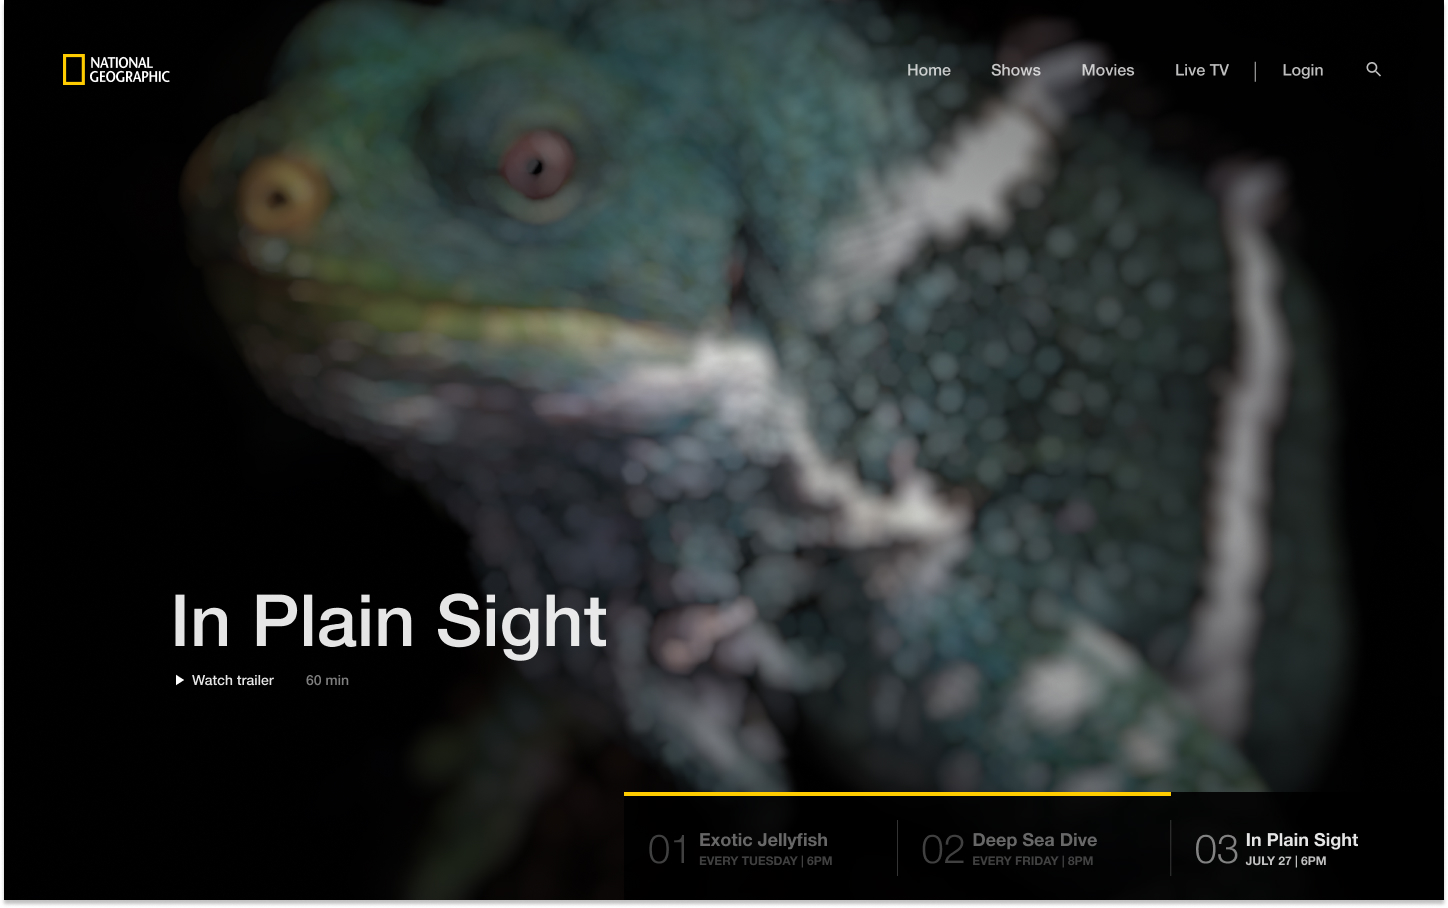 NATIONAL
GEOGRAPHIC
Home Shows Movies Live TV | Login
In Plain Sight
Watch trailer 60 min
01 Exotic Jellyfish
EVERY TUESDAY | 6PM
02 Deep Sea Dive
EVERY FRIDAY | 8PM
03 In Plain Sight
JULY 27 | 6PM